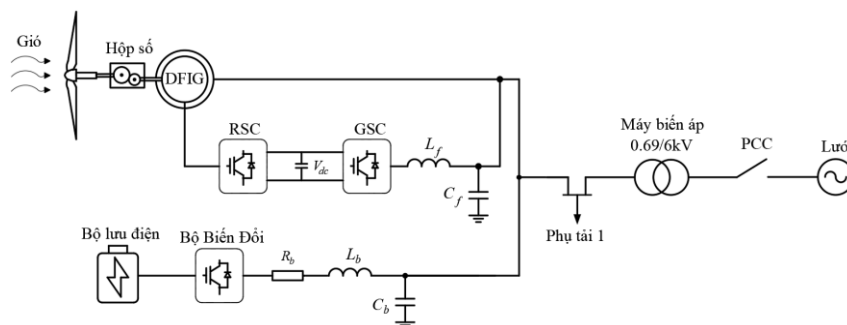 Gió
Hộp số
DFIG
RSC
GSC
V_dc
L_f
C_f
Máy biến áp
0.69/6kV
PCC
Lướ
Phụ tải 1
Bộ lưu điện
Bộ Biến Đổi
R_b
L_b
C_b